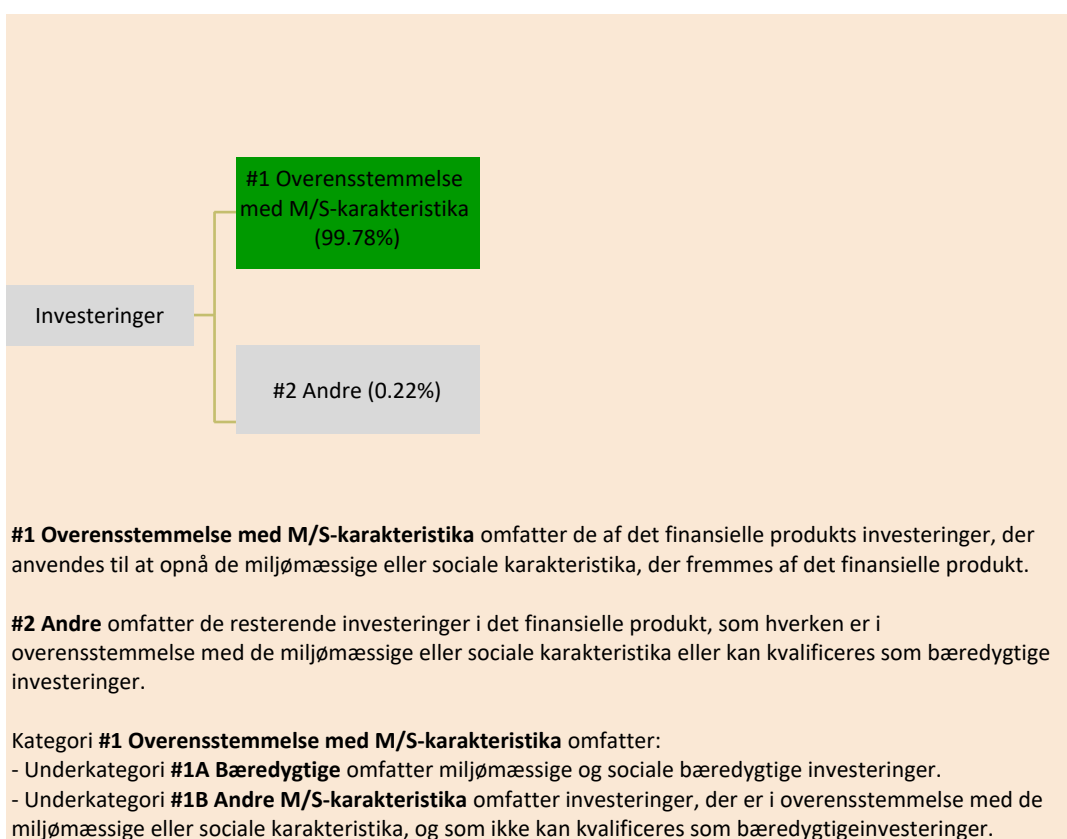 #1 Overensstemmelse
med M/S-karakteristika
(99.78%)
Investeringer
#2 Andre (0.22%)
#1 Overensstemmelse med M/S-karakteristika omfatter de af det finansielle produkts investeringer, der
anvendes til at opnå de miljømæssige eller sociale karakteristika, der fremmes af det finansielle produkt.
#2 Andre omfatter de resterende investeringer i det finansielle produkt, som hverken er i
overensstemmelse med de miljømæssige eller sociale karakteristika eller kan kvalificeres som bæredygtige
investeringer.
Kategori #1 Overensstemmelse med M/S-karakteristika omfatter:
- Underkategori #1A Bæredygtige omfatter miljømæssige og sociale bæredygtige investeringer.
- Underkategori #1B Andre M/S-karakteristika omfatter investeringer, der er i overensstemmelse med de
miljømæssige eller sociale karakteristika, og som ikke kan kvalificeres som bæredygtigeinvesteringer.